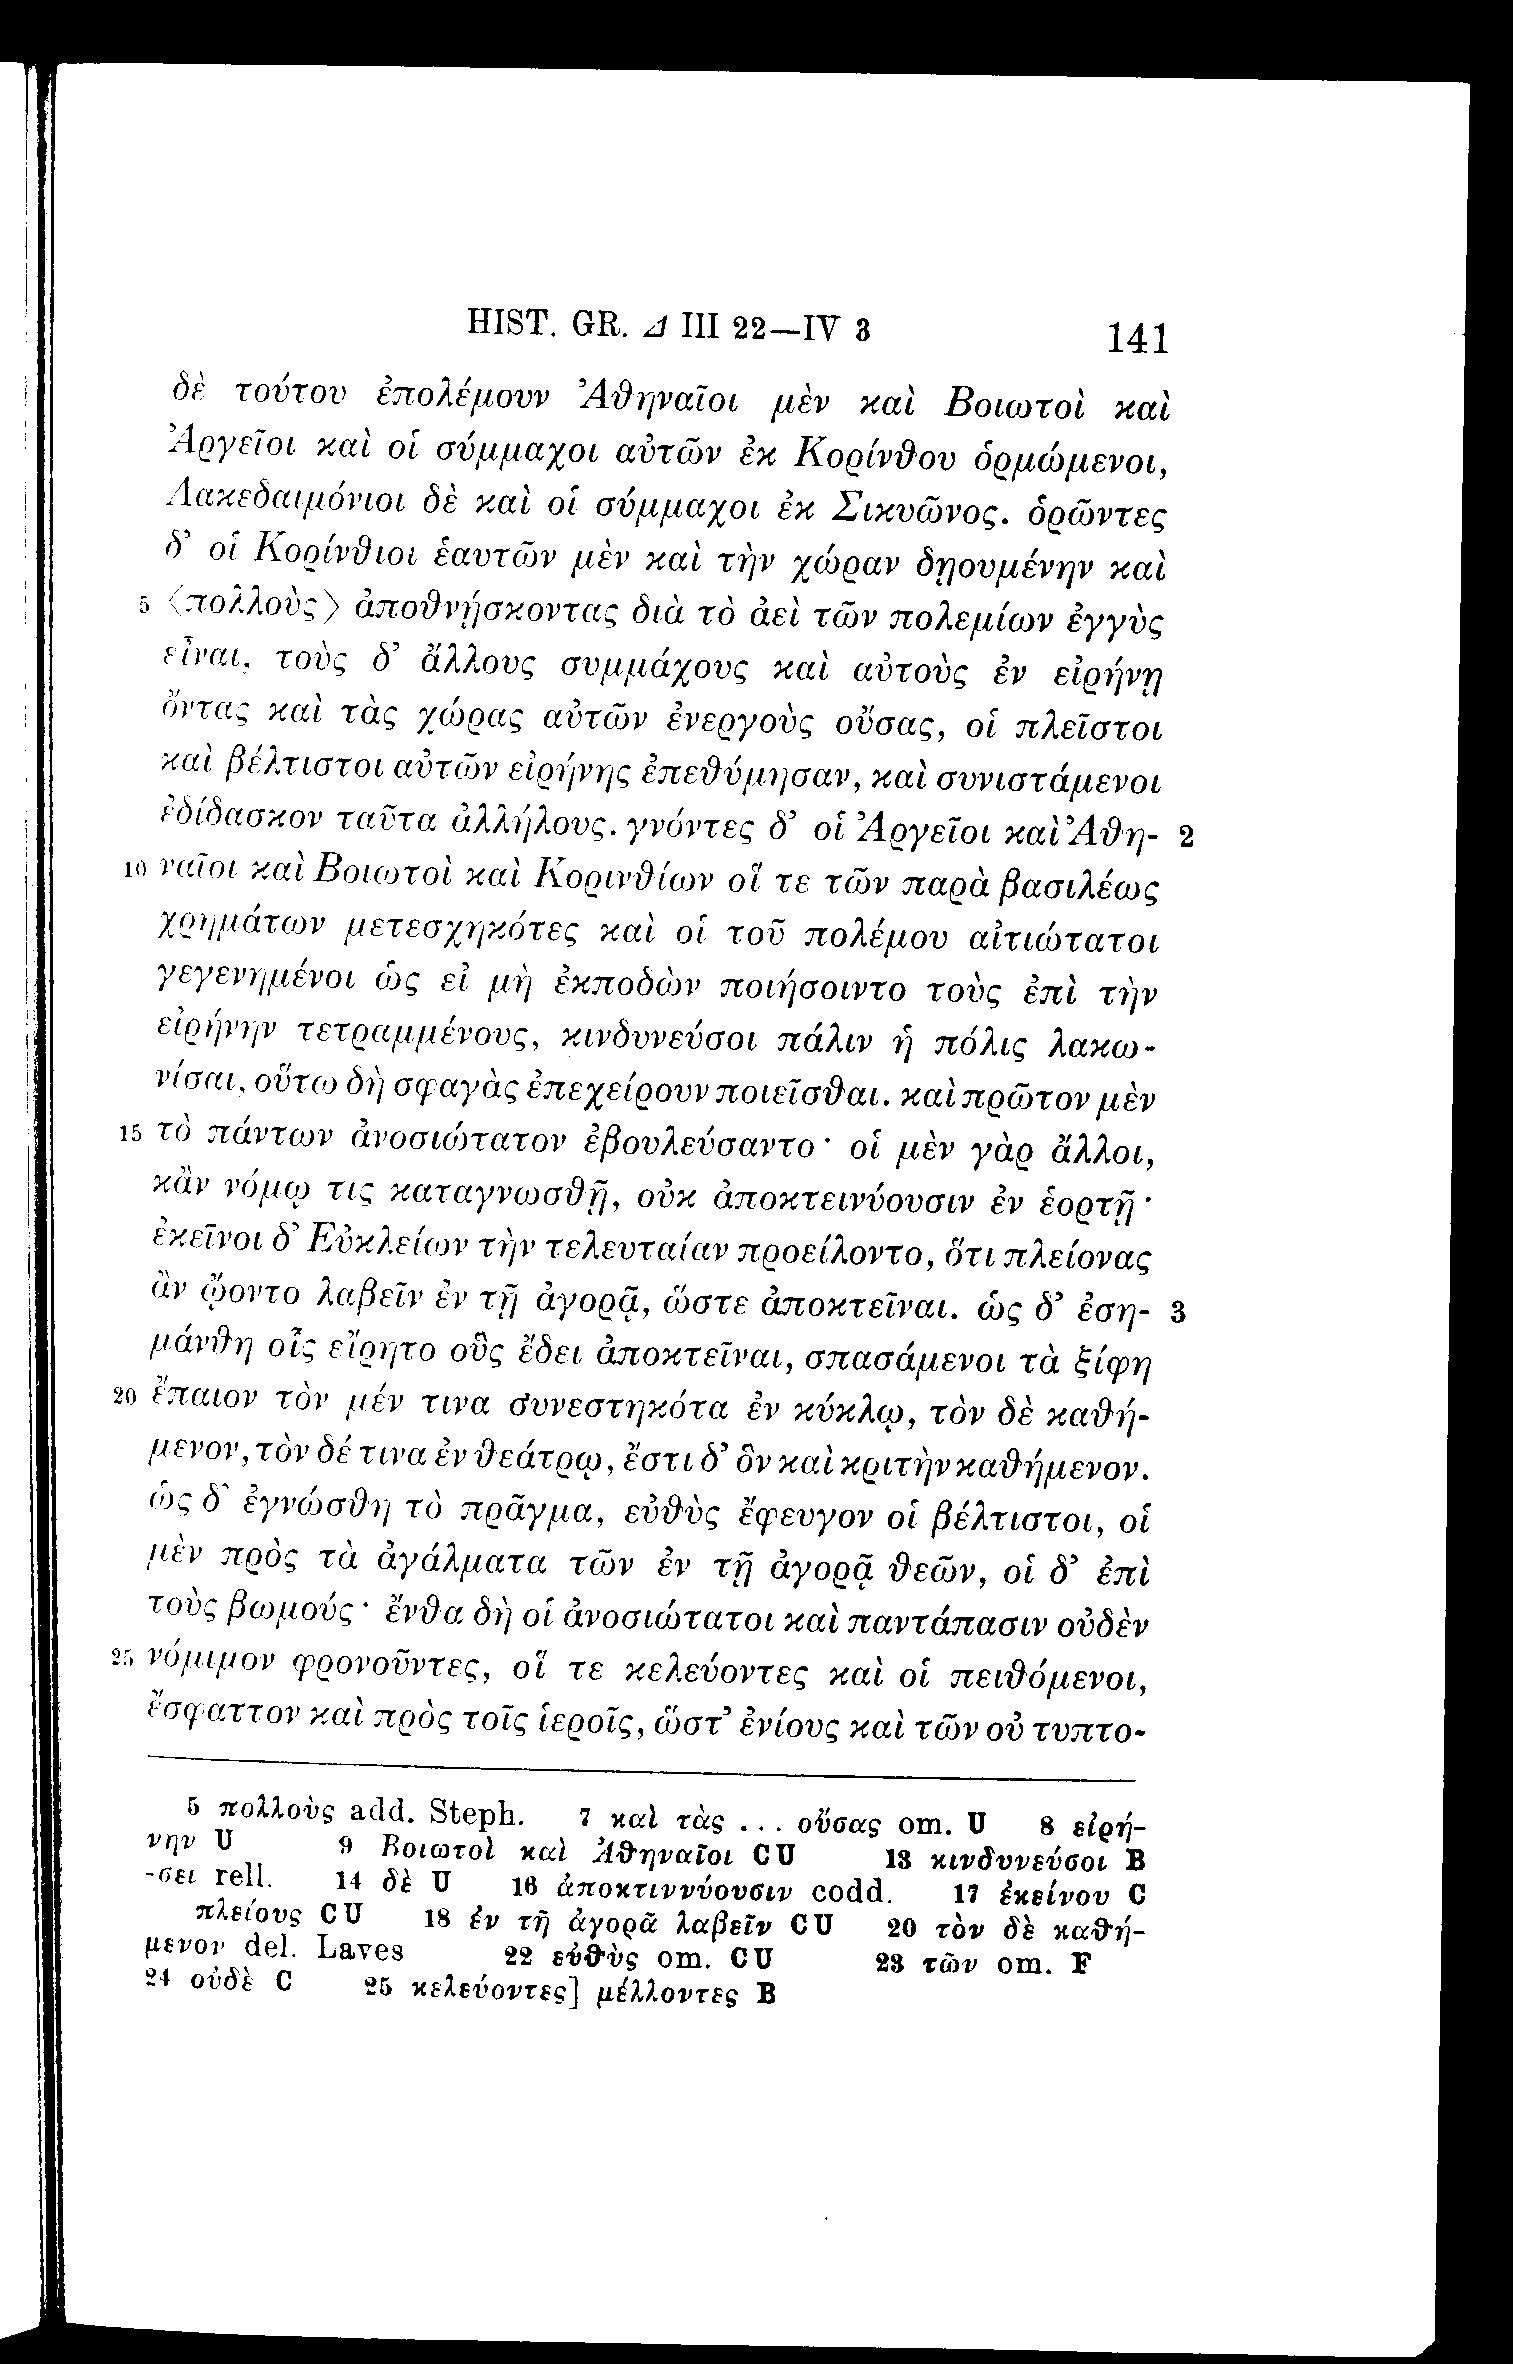 HIST. GR. Δ III 22—IV 3 141
δὲ τούτου ἐπολέμουν Ἀθηναῖοι μὲν καὶ Βοιωτοὶ καὶ
Ἀργεῖοι καὶ οἱ σύμμαχοι αὐτῶν ἐκ Κορίνθου ὁρμώμενοι,
Λακεδαιμόνιοι δὲ καὶ οἱ σύμμαχοι ἐκ Σικυῶνος. ὁρῶντες
δ’ οἱ Κορίνθιοι ἑαυτῶν μὲν καὶ τὴν χώραν δῃουμένην καὶ
5 〈πολλοὺς〉 ἀποθνῄσκοντας διὰ τὸ ἀεὶ τῶν πολεμίων ἐγγὺς
εἶναι, τοὺς δ’ ἄλλους συμμάχους καὶ αὐτοὺς ἐν εἰρήνῃ
ὄντας καὶ τὰς χώρας αὐτῶν ἐνεργοὺς οὔσας, οἱ πλεῖστοι
καὶ βέλτιστοι αὐτῶν εἰρήνης ἐπεθύμησαν, καὶ συνιστάμενοι
ἐδίδασκον ταῦτα ἀλλήλους. γνόντες δ’ οἱ Ἀργεῖοι καὶ Ἀθη- 2
10 ναῖοι καὶ Βοιωτοὶ καὶ Κορινθίων οἵ τε τῶν παρὰ βασιλέως
χρημάτων μετεσχηκότες καὶ οἱ τοῦ πολέμου αἰτιώτατοι
γεγενημένοι ὡς εἰ μὴ ἐκποδὼν ποιήσοιντο τοὺς ἐπὶ τὴν
εἰρήνην τετραμμένους, κινδυνεύσοι πάλιν ἡ πόλις λακω-
νίσαι, οὕτω δὴ σφαγὰς ἐπεχείρουν ποιεῖσθαι. καὶ πρῶτον μὲν
15 τὸ πάντων ἀνοσιώτατον ἐβουλεύσαντο· οἱ μὲν γὰρ ἄλλοι,
κἂν νόμῳ τις καταγνωσθῇ, οὐκ ἀποκτεινύουσιν ἐν ἑορτῇ·
ἐκεῖνοι δ’ Εὐκλείων τὴν τελευταίαν προείλοντο, ὅτι πλείονας
ἂν ᾤοντο λαβεῖν ἐν τῇ ἀγορᾷ, ὥστε ἀποκτεῖναι. ὡς δ’ ἐση- 3
μάνθη οἷς εἴρητο οὓς ἔδει ἀποκτεῖναι, σπασάμενοι τὰ ξίφη
20 ἔπαιον τὸν μέν τινα συνεστηκότα ἐν κύκλῳ, τὸν δὲ καθή-
μενον, τὸν δέ τινα ἐν θεάτρῳ, ἔστι δ’ ὃν καὶ κριτὴν καθήμενον.
ὡς δ’ ἐγνώσθη τὸ πρᾶγμα, εὐθὺς ἔφευγον οἱ βέλτιστοι, οἱ
μὲν πρὸς τὰ ἀγάλματα τῶν ἐν τῇ ἀγορᾷ θεῶν, οἱ δ’ ἐπὶ
τοὺς βωμούς· ἔνθα δὴ οἱ ἀνοσιώτατοι καὶ παντάπασιν οὐδὲν
25 νόμιμον φρονοῦντες, οἵ τε κελεύοντες καὶ οἱ πειθόμενοι,
ἔσφαττον καὶ πρὸς τοῖς ἱεροῖς, ὥστ’ ἐνίους καὶ τῶν οὐ τυπτο-
5 πολλοὺς add. Steph. 7 καὶ τὰς ... οὔσας om. U 8 εἰρή-
νην U 9 Βοιωτοὶ καὶ Ἀθηναῖοι CU 13 κινδυνεύσοι B
-σει rell. 14 δὲ U 16 ἀποκτιννύουσιν codd. 17 ἐκείνου C
πλείους CU 18 ἐν τῇ ἀγορᾶ λαβεῖν CU 20 τὸν δὲ καθή-
μενον del. Laves 22 εὐθὺς om. CU 23 τῶν om. F
24 οὐδὲ C 25 κελεύοντες] μέλλοντες B